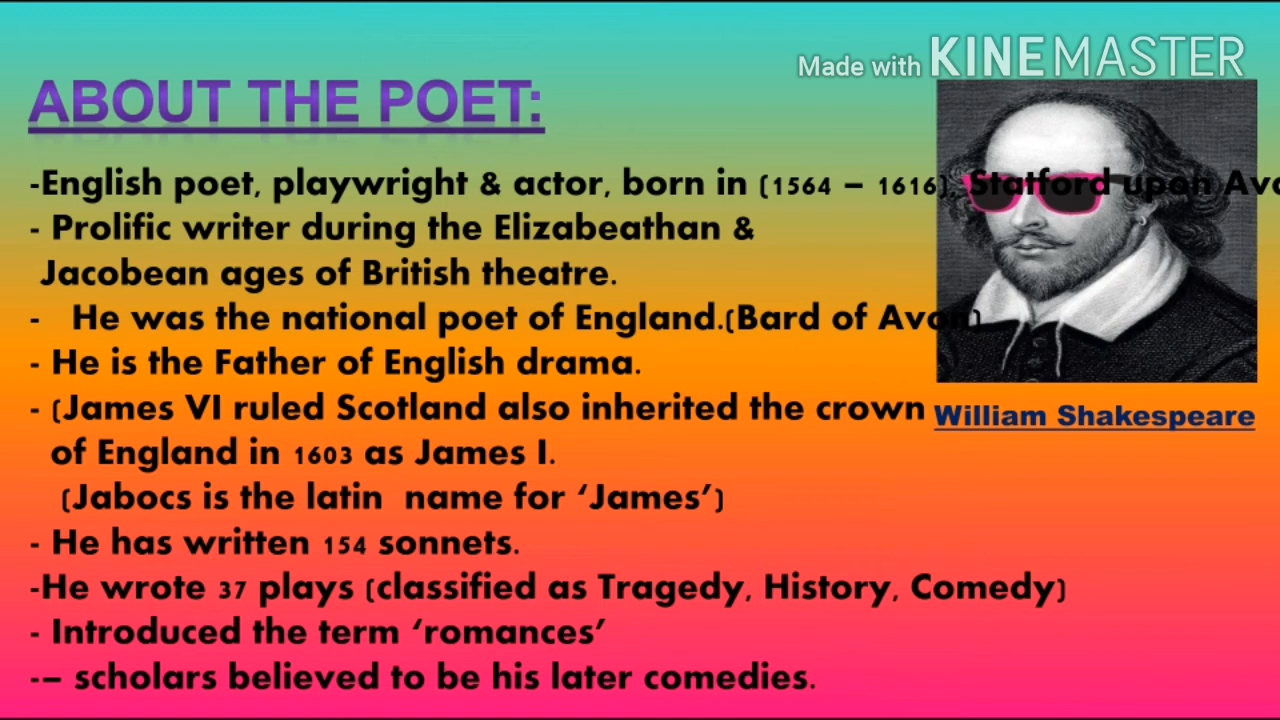 Made with KINEMASTER
ABOUT THE POET:
-English poet, playwright & actor, born in (1564 – 1616), Statford upon
- Prolific writer during the Elizabeathan &
Jacobean ages of British theatre.
- He was the national poet of England.(Bard of Avon)
- He is the Father of English drama.
- (James VI ruled Scotland also inherited the crown
of England in 1603 as James I.
(Jabocs is the latin name for ‘James’)
- He has written 154 sonnets.
-He wrote 37 plays (classified as Tragedy, History, Comedy)
- Introduced the term ‘romances’
-– scholars believed to be his later comedies.
William Shakespeare